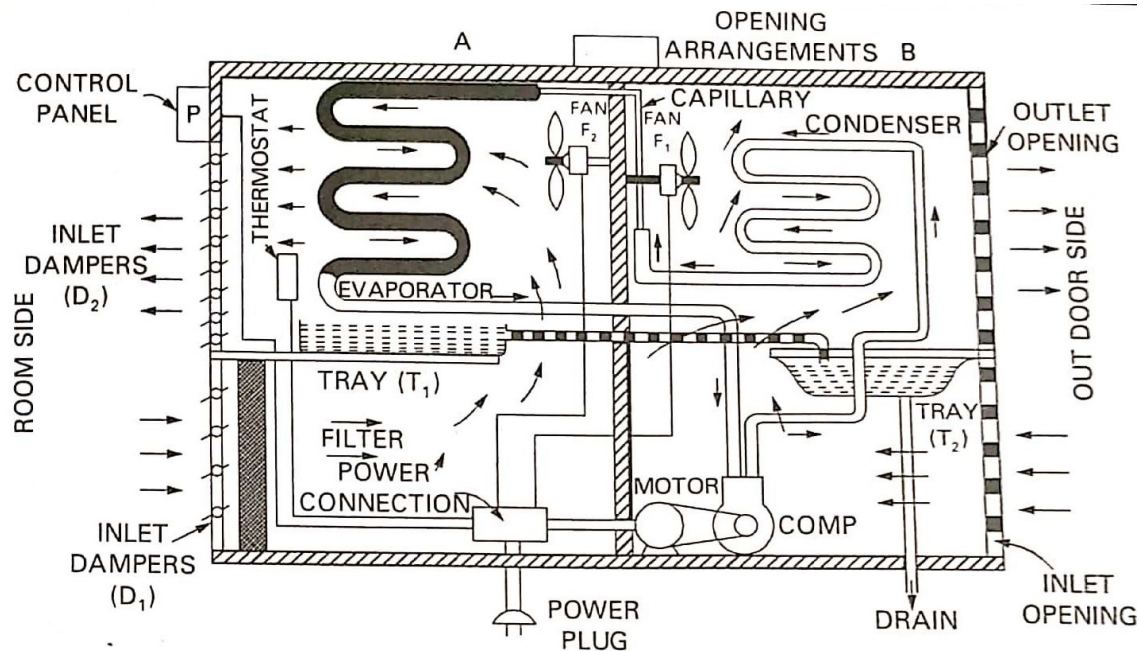 A
OPENING
ARRANGEMENTS B
CONTROL
PANEL
P
THERMOSTAT
FAN
F₂
CAPILLARY
FAN
F₁
CONDENSER
OUTLET
OPENING
INLET
DAMPERS
(D₂)
EVAPORATOR
ROOM SIDE
OUT DOOR SIDE
TRAY (T₁)
TRAY
(T₂)
FILTER
POWER
CONNECTION
MOTOR
COMP
INLET
DAMPERS
(D₁)
POWER
PLUG
DRAIN
INLET
OPENING